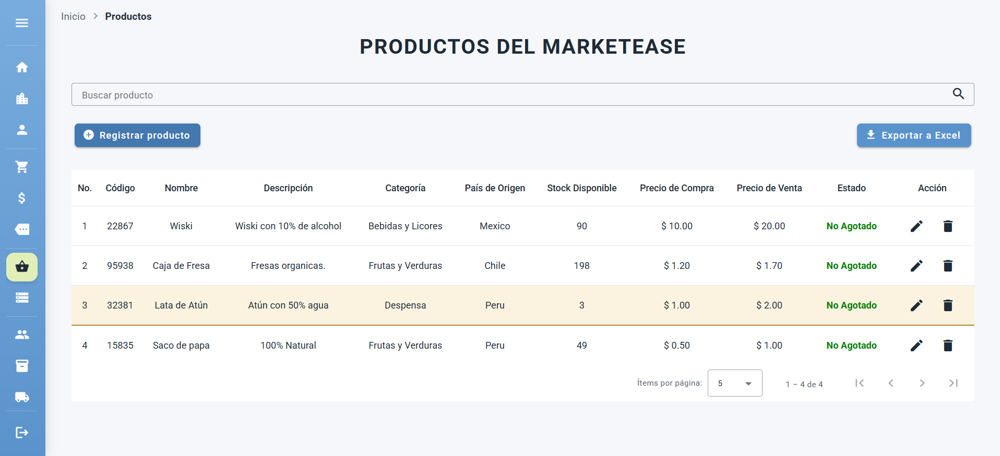 Inicio > Productos
PRODUCTOS DEL MARKETEASE
Buscar producto
Registrar producto Exportar a Excel
No. Código Nombre Descripción Categoría País de Origen Stock Disponible Precio de Compra Precio de Venta Estado Acción
1 22867 Wiski Wiski con 10% de alcohol Bebidas y Licores Mexico 90 $ 10.00 $ 20.00 No Agotado
2 95938 Caja de Fresa Fresas organicas. Frutas y Verduras Chile 198 $ 1.20 $ 1.70 No Agotado
3 32381 Lata de Atún Atún con 50% agua Despensa Peru 3 $ 1.00 $ 2.00 No Agotado
4 15835 Saco de papa 100% Natural Frutas y Verduras Peru 49 $ 0.50 $ 1.00 No Agotado
Ítems por página: 5 1 – 4 de 4